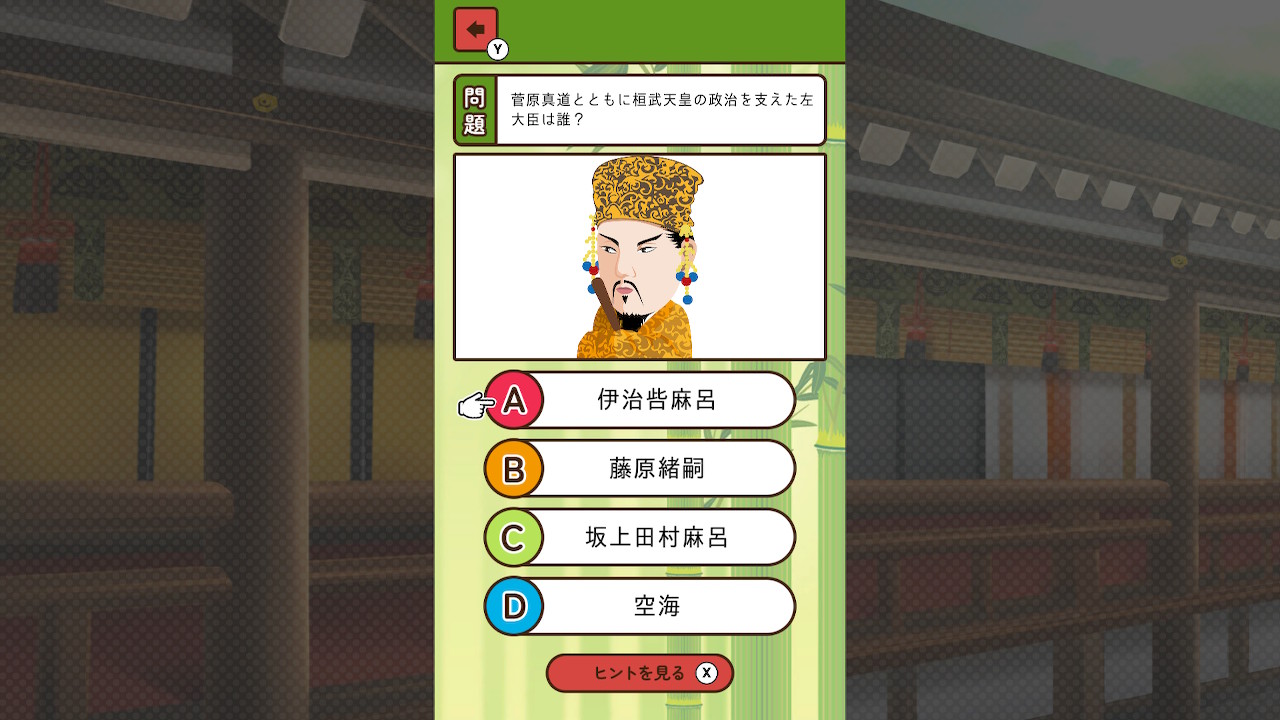 Y
問題
菅原真道とともに桓武天皇の政治を支えた左
大臣は誰？
A 伊治呰麻呂
B 藤原緒嗣
C 坂上田村麻呂
D 空海
ヒントを見る X